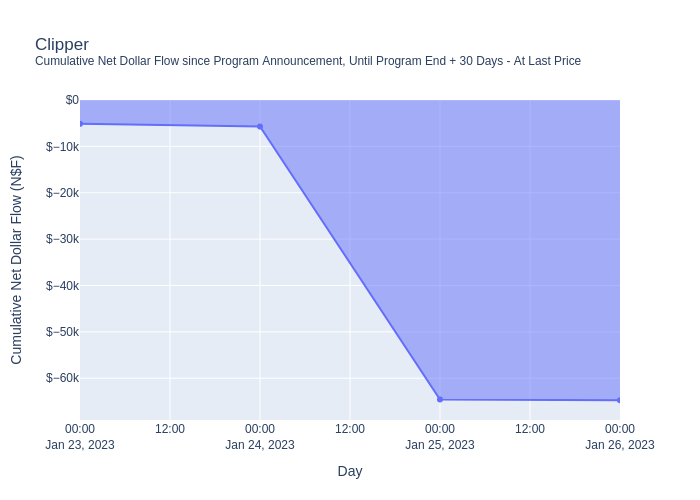 Clipper
Cumulative Net Dollar Flow since Program Announcement, Until Program End + 30 Days - At Last Price
Cumulative Net Dollar Flow (N$F)
$0
$−10k
$−20k
$−30k
$−40k
$−50k
$−60k
00:00 12:00 00:00 12:00 00:00 12:00 00:00
Jan 23, 2023 Jan 24, 2023 Jan 25, 2023 Jan 26, 2023
Day